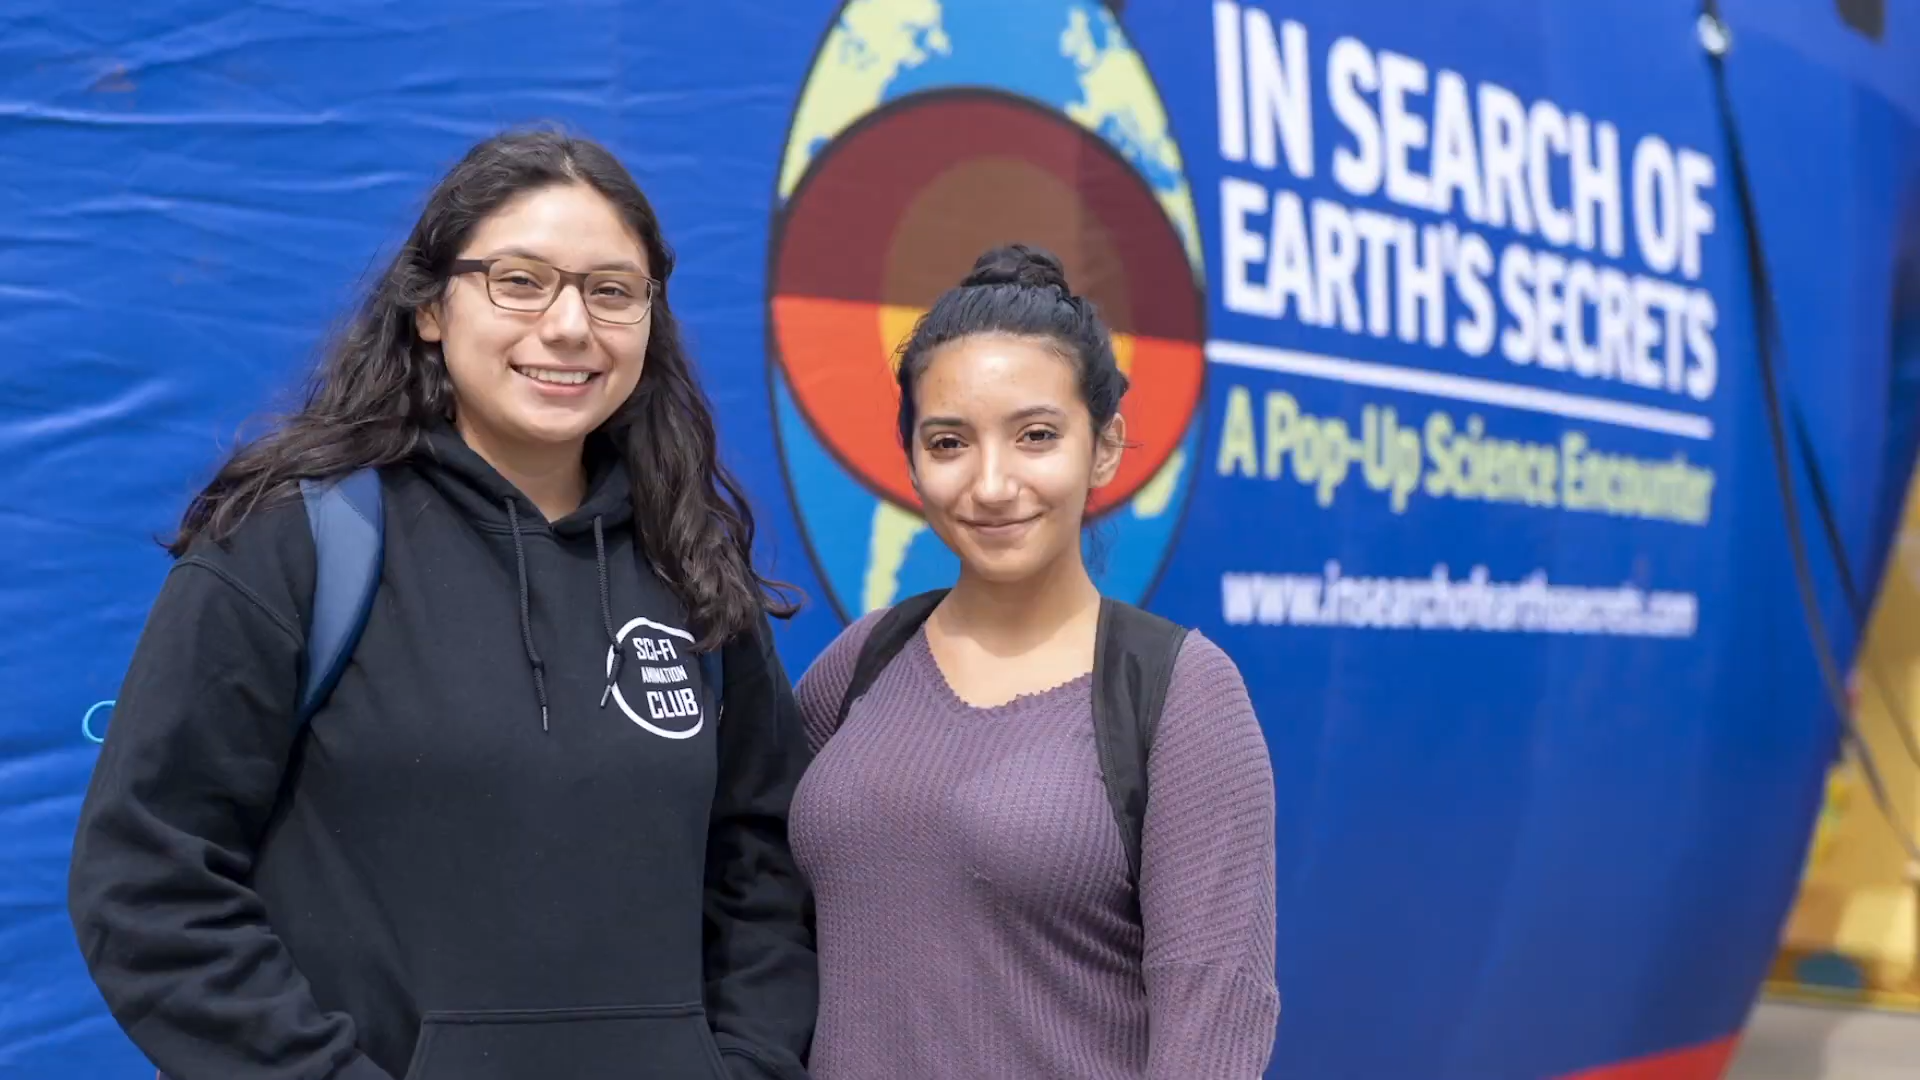 IN SEARCH OF
EARTH'S SECRETS
A Pop-Up Science Encounter
www.insearchofearthssecrets.com
SCI-FI
ANIMATION
CLUB